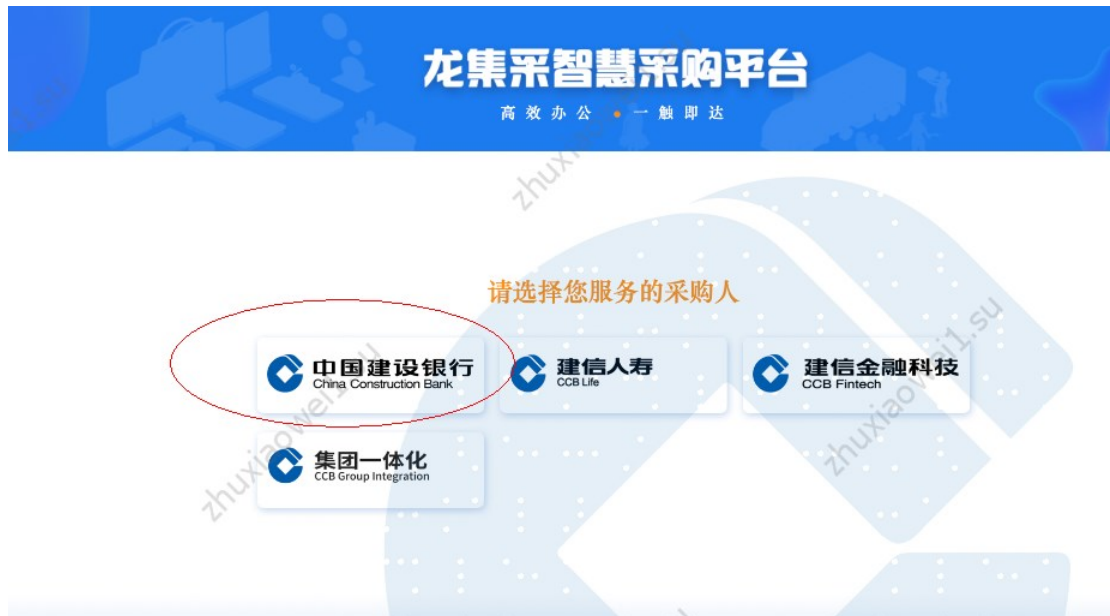 龙集采智慧采购平台
高效办公 • 一触即达
请选择您服务的采购人
中国建设银行
China Construction Bank
建信人寿
CCB Life
建信金融科技
CCB Fintech
集团一体化
CCB Group Integration
zhuxiaowei1.su